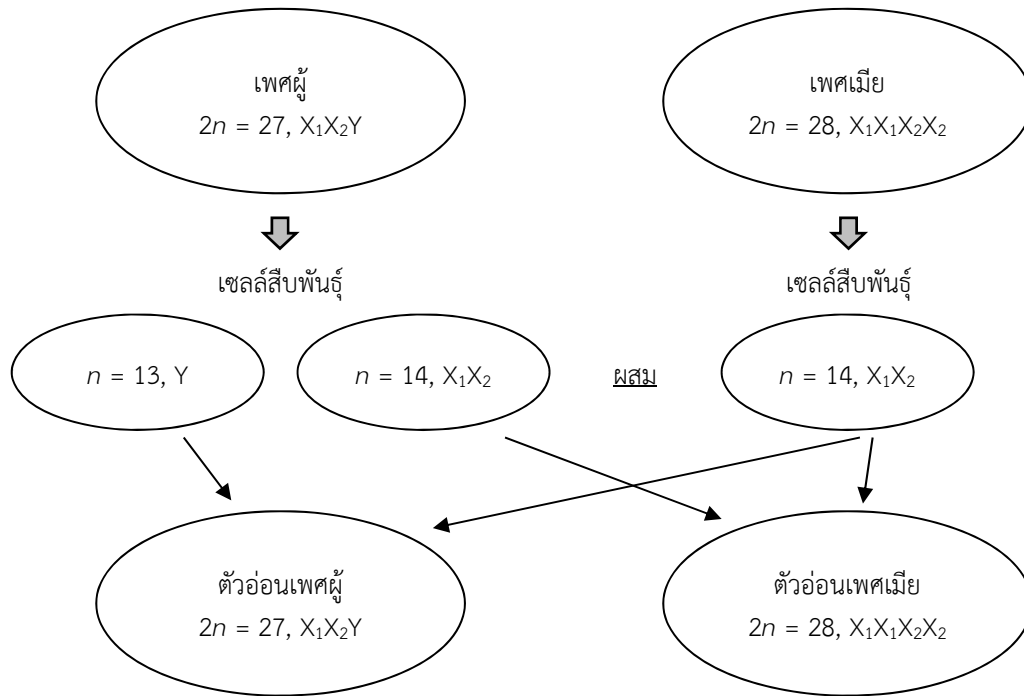 เพศผู้
2n = 27, X₁X₂Y
เพศเมีย
2n = 28, X₁X₁X₂X₂
เซลล์สืบพันธุ์
เซลล์สืบพันธุ์
n = 13, Y
n = 14, X₁X₂
ผสม
n = 14, X₁X₂
ตัวอ่อนเพศผู้
2n = 27, X₁X₂Y
ตัวอ่อนเพศเมีย
2n = 28, X₁X₁X₂X₂